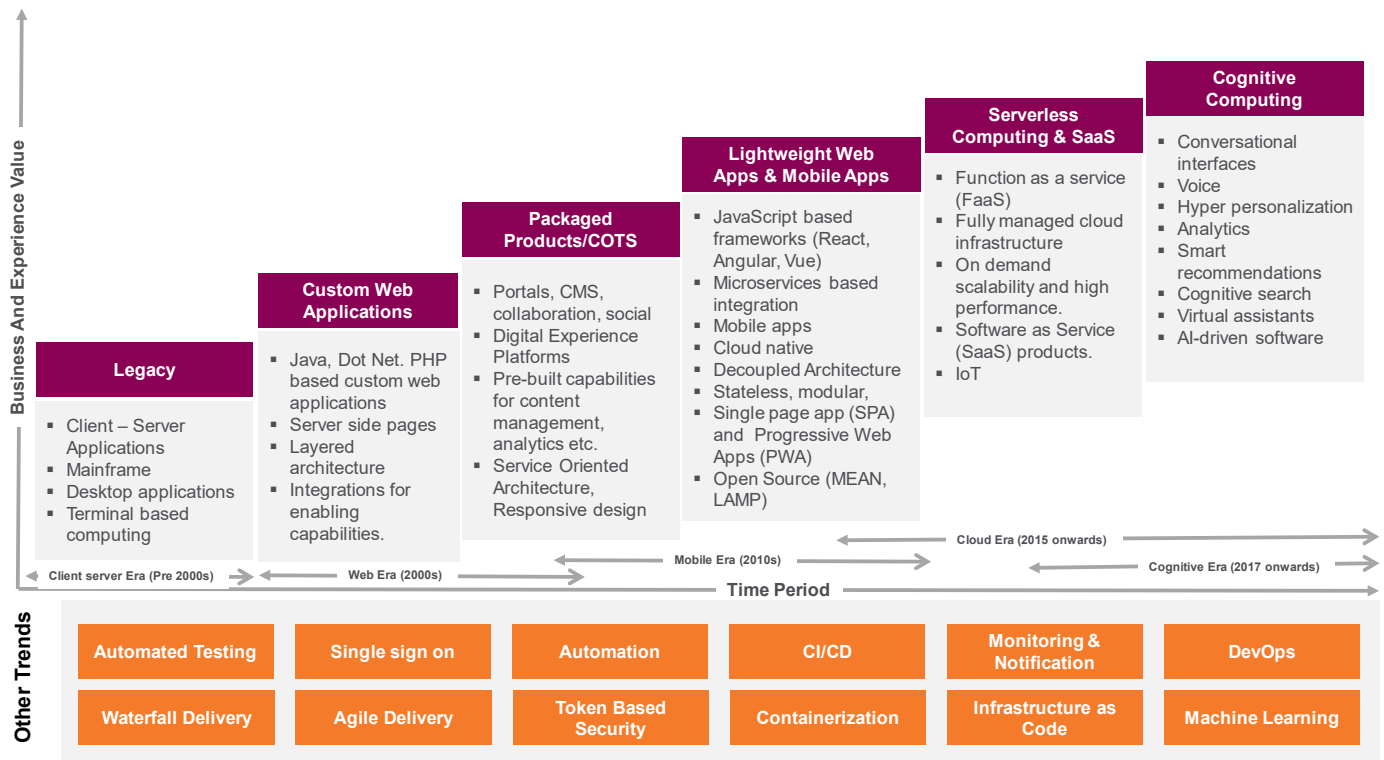 Business And Experience Value
Legacy
Client – Server
Applications
Mainframe
Desktop applications
Terminal based
computing
Custom Web
Applications
Java, Dot Net. PHP
based custom web
applications
Server side pages
Layered
architecture
Integrations for
enabling
capabilities.
Packaged
Products/COTS
Portals, CMS,
collaboration, social
Digital Experience
Platforms
Pre-built capabilities
for content
management,
analytics etc.
Service Oriented
Architecture,
Responsive design
Lightweight Web
Apps & Mobile Apps
JavaScript based
frameworks (React,
Angular, Vue)
Microservices based
integration
Mobile apps
Cloud native
Decoupled Architecture
Stateless, modular,
Single page app (SPA)
and Progressive Web
Apps (PWA)
Open Source (MEAN,
LAMP)
Serverless
Computing & SaaS
Function as a service
(FaaS)
Fully managed cloud
infrastructure
On demand
scalability and high
performance.
Software as Service
(SaaS) products.
IoT
Cognitive
Computing
Conversational
interfaces
Voice
Hyper personalization
Analytics
Smart
recommendations
Cognitive search
Virtual assistants
AI-driven software
Client server Era (Pre 2000s)
Web Era (2000s)
Mobile Era (2010s)
Cloud Era (2015 onwards)
Cognitive Era (2017 onwards)
Time Period
Other Trends
Automated Testing
Single sign on
Automation
CI/CD
Monitoring &
Notification
DevOps
Waterfall Delivery
Agile Delivery
Token Based
Security
Containerization
Infrastructure as
Code
Machine Learning